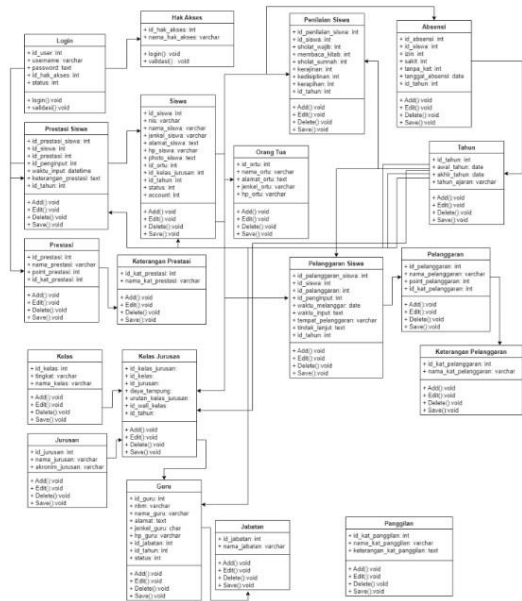 Login
+ id_user: int
+ username: varchar
+ password: text
+ id_hak_akses: int
+ status: int
+ login():void
+ validasi():void
Hak Akses
+ id_hak_akses: int
+ nama_hak_akses: varchar
+ login(): void
+ validasi(): void
Penilaian Siswa
+ id_penilaian_siswa: int
+ id_siswa: int
+ sholat_wajib: int
+ membaca_kitab: int
+ sholat_sunnah: int
+ kerajinan: int
+ kedisiplinan: int
+ kerapihan: int
+ id_tahun: int
+ Add():void
+ Edit():void
+ Delete():void
+ Save():void
Absensi
+ id_absensi: int
+ id_siswa: int
+ izin: int
+ sakit: int
+ tanpa_ket: int
+ tanggal_absensi: date
+ id_tahun: int
+ Add():void
+ Edit():void
+ Delete():void
+ Save():void
Prestasi Siswa
+ id_prestasi_siswa: int
+ id_siswa: int
+ id_prestasi: int
+ id_penginput: int
+ waktu_input: datetime
+ keterangan_prestasi: text
+ id_tahun: int
+ Add():void
+ Edit():void
+ Delete():void
+ Save():void
Siswa
+ id_siswa: int
+ nis: varchar
+ nama_siswa: varchar
+ jenkel_siswa: varchar
+ alamat_siswa: text
+ hp_siswa: varchar
+ photo_siswa: text
+ id_ortu: int
+ id_kelas_jurusan: int
+ id_tahun: int
+ status: int
+ account: int
+ Add():void
+ Edit():void
+ Delete():void
+ Save():void
Orang Tua
+ id_ortu: int
+ nama_ortu: varchar
+ alamat_ortu: text
+ jenkel_ortu: varchar
+ hp_ortu: varchar
+ Add():void
+ Edit():void
+ Delete():void
+ Save():void
Tahun
+ id_tahun: int
+ awal_tahun: date
+ akhir_tahun: date
+ tahun_ajaran: varchar
+ Add():void
+ Edit():void
+ Delete():void
+ Save():void
Prestasi
+ id_prestasi: int
+ nama_prestasi: varchar
+ point_prestasi: int
+ id_kat_prestasi: int
+ Add():void
+ Edit():void
+ Delete():void
+ Save():void
Keterangan Prestasi
+ id_kat_prestasi: int
+ nama_kat_prestasi: varchar
+ Add():void
+ Edit():void
+ Delete():void
+ Save():void
Pelanggaran Siswa
+ id_pelanggaran_siswa: int
+ id_siswa: int
+ id_pelanggaran: int
+ id_penginput: int
+ waktu_melanggar: date
+ waktu_input: text
+ tempat_pelanggaran: varchar
+ tindak_lanjut: text
+ id_tahun: int
+ Add():void
+ Edit():void
+ Delete():void
+ Save():void
Pelanggaran
+ id_pelanggaran: int
+ nama_pelanggaran: varchar
+ point_pelanggaran: int
+ id_kat_pelanggaran: int
+ Add():void
+ Edit():void
+ Delete():void
+ Save():void
Keterangan Pelanggaran
+ id_kat_pelanggaran: int
+ nama_kat_pelanggaran: varchar
+ Add():void
+ Edit():void
+ Delete():void
+ Save():void
Kelas
+ id_kelas: int
+ tingkat: varchar
+ nama_kelas: varchar
+ Add():void
+ Edit():void
+ Delete():void
+ Save():void
Kelas Jurusan
+ id_kelas_jurusan:
+ id_kelas:
+ id_jurusan:
+ daya_tampung:
+ urutan_kelas_jurusan
+ id_wali_kelas
+ id_tahun
+ Add():void
+ Edit():void
+ Delete():void
+ Save():void
Jurusan
+ id_jurusan: int
+ nama_jurusan: varchar
+ akronim_jurusan: varchar
+ Add():void
+ Edit():void
+ Delete():void
+ Save():void
Guru
+ id_guru: int
+ nbm: varchar
+ nama_guru: varchar
+ alamat: text
+ jenkel_guru: char
+ hp_guru: varchar
+ id_jabatan: int
+ id_tahun: int
+ status: int
+ Add():void
+ Edit():void
+ Delete():void
+ Save():void
Jabatan
+ id_jabatan: int
+ nama_jabatan: varchar
+ Add():void
+ Edit():void
+ Delete():void
+ Save():void
Panggilan
+ id_kat_panggilan: int
+ nama_kat_panggilan: varchar
+ keterangan_kat_panggilan: text
+ Add():void
+ Edit():void
+ Delete():void
+ Save():void